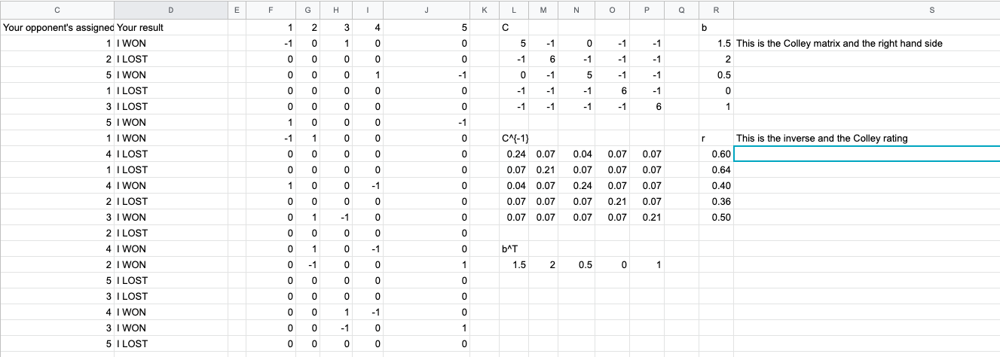 C D E F G H I J K L M N O P Q R S
Your opponent's assigned Your result 1 2 3 4 5 C b
1 I WON -1 0 1 0 0 5 -1 0 -1 -1 1.5 This is the Colley matrix and the right hand side
2 I LOST 0 0 0 0 0 -1 6 -1 -1 -1 2
5 I WON 0 0 0 1 -1 0 -1 5 -1 -1 0.5
1 I LOST 0 0 0 0 0 -1 -1 -1 6 -1 0
3 I LOST 0 0 0 0 0 -1 -1 -1 -1 6 1
5 I WON 1 0 0 0 -1
1 I WON -1 1 0 0 0 C^{-1} r This is the inverse and the Colley rating
4 I LOST 0 0 0 0 0 0.24 0.07 0.04 0.07 0.07 0.60
1 I LOST 0 0 0 0 0 0.07 0.21 0.07 0.07 0.07 0.64
4 I WON 1 0 0 -1 0 0.04 0.07 0.24 0.07 0.07 0.40
2 I LOST 0 0 0 0 0 0.07 0.07 0.07 0.21 0.07 0.36
3 I WON 0 1 -1 0 0 0.07 0.07 0.07 0.07 0.21 0.50
2 I LOST 0 0 0 0 0
4 I WON 0 1 0 -1 0 b^T
2 I WON 0 -1 0 0 1 1.5 2 0.5 0 1
5 I LOST 0 0 0 0 0
3 I LOST 0 0 0 0 0
4 I WON 0 0 1 -1 0
3 I WON 0 0 -1 0 1
5 I LOST 0 0 0 0 0